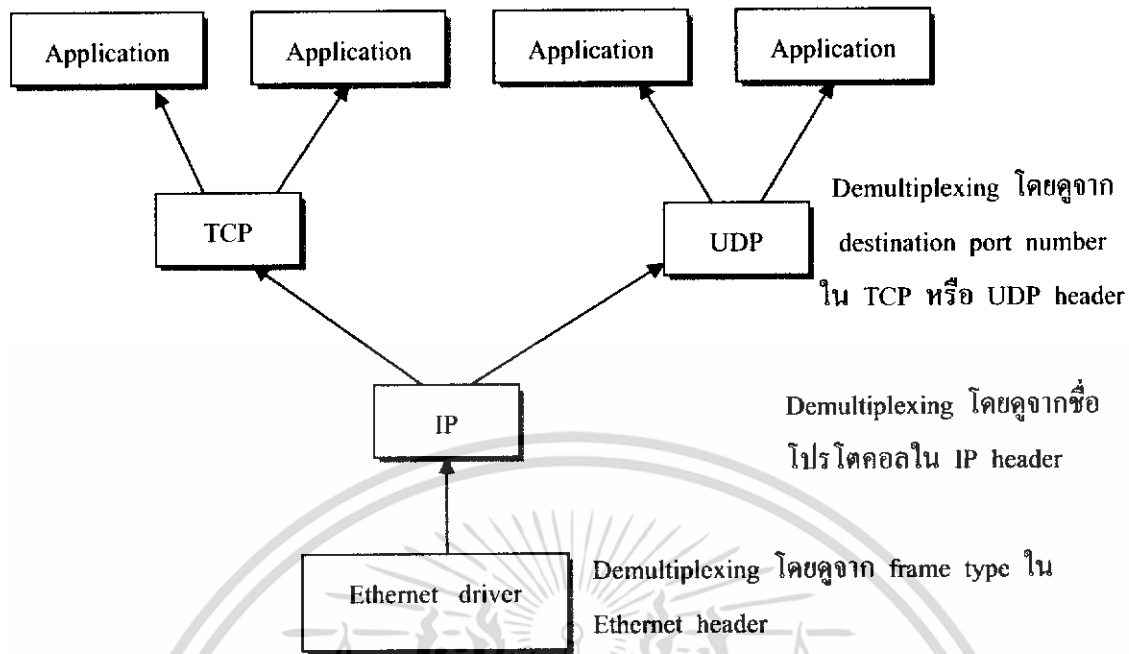 Application
Application
Application
Application
TCP
UDP
Demultiplexing โดยดูจาก
destination port number
ใน TCP หรือ UDP header
IP
Demultiplexing โดยดูจากชื่อ
โปรโตคอลใน IP header
Ethernet driver
Demultiplexing โดยดูจาก frame type ใน
Ethernet header